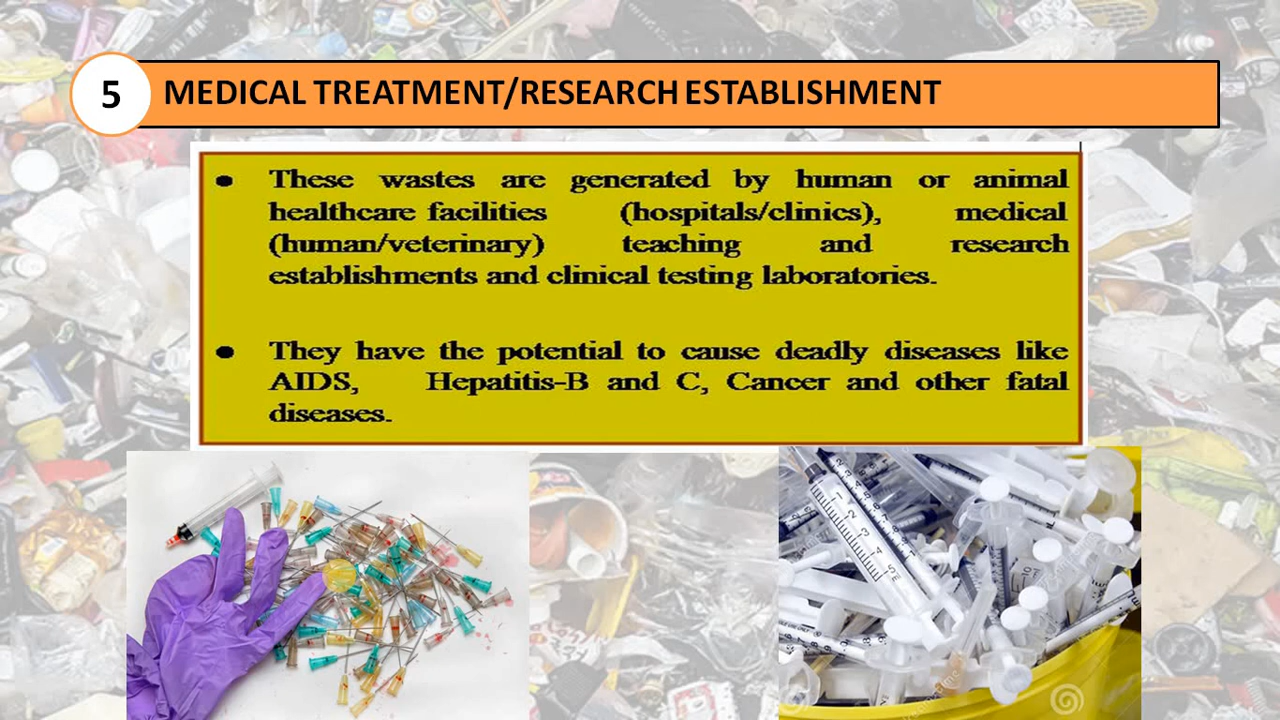 5
MEDICAL TREATMENT/RESEARCH ESTABLISHMENT
• These wastes are generated by human or animal
healthcare facilities (hospitals/clinics), medical
(human/veterinary) teaching and research
establishments and clinical testing laboratories.
• They have the potential to cause deadly diseases like
AIDS, Hepatitis-B and C, Cancer and other fatal
diseases.